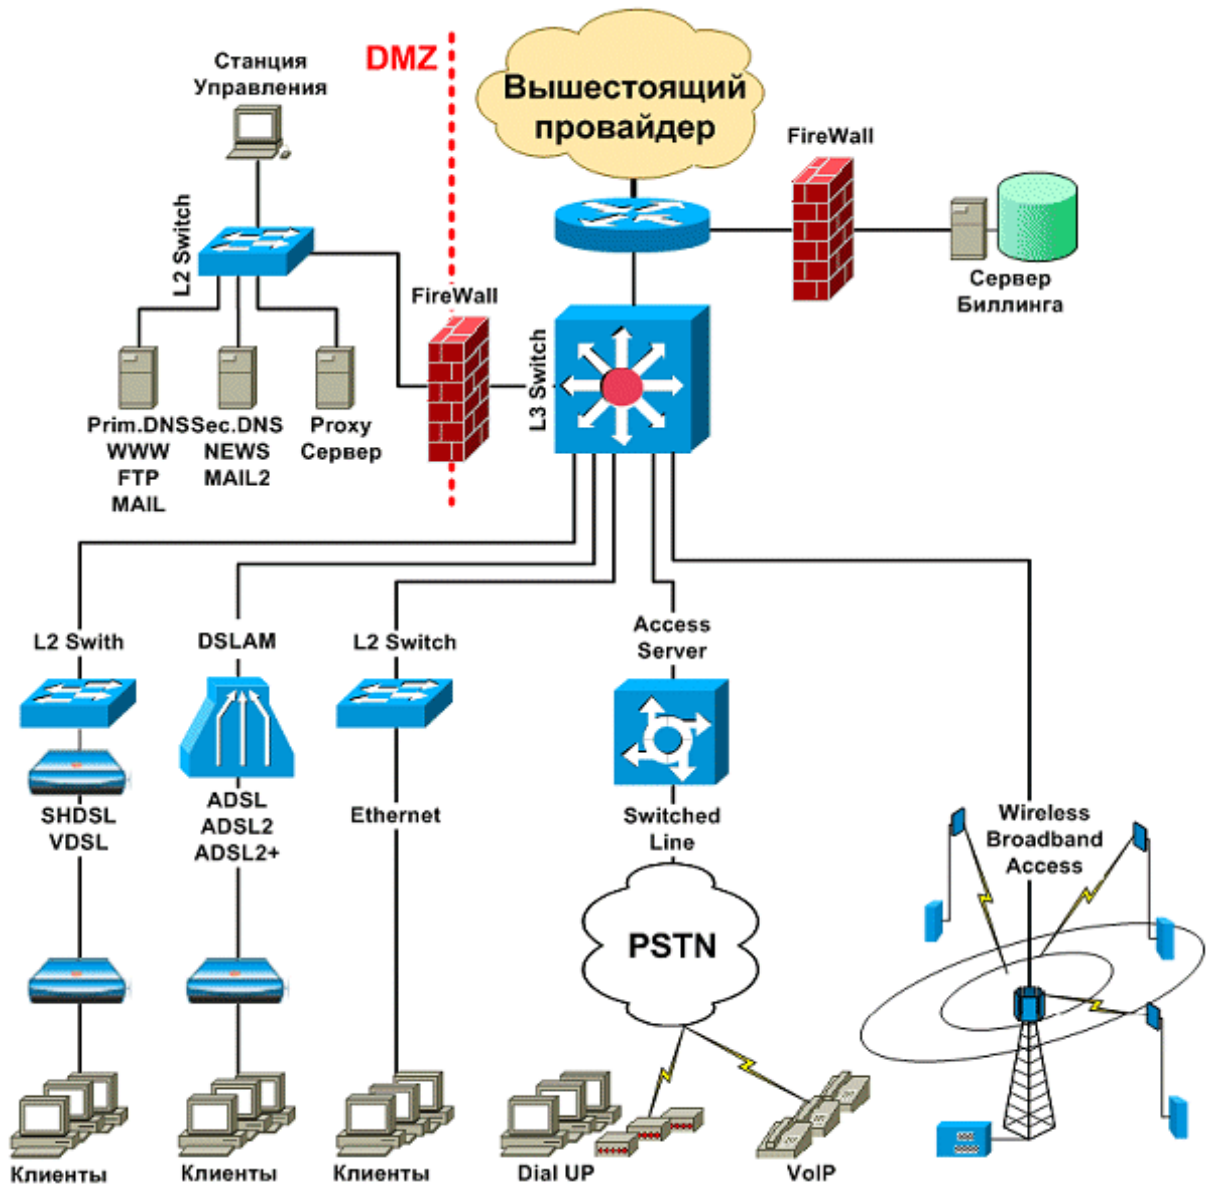 Станция
Управления
DMZ
Вышестоящий
провайдер
FireWall
L2 Switch
Сервер
Биллинга
FireWall
L3 Switch
Prim.DNS
WWW
FTP
MAIL
Sec.DNS
NEWS
MAIL2
Proxy
Сервер
L2 Swith
DSLAM
L2 Switch
Access
Server
SHDSL
VDSL
ADSL
ADSL2
ADSL2+
Ethernet
Switched
Line
Wireless
Broadband
Access
PSTN
Клиенты
Клиенты
Клиенты
Dial UP
VoIP